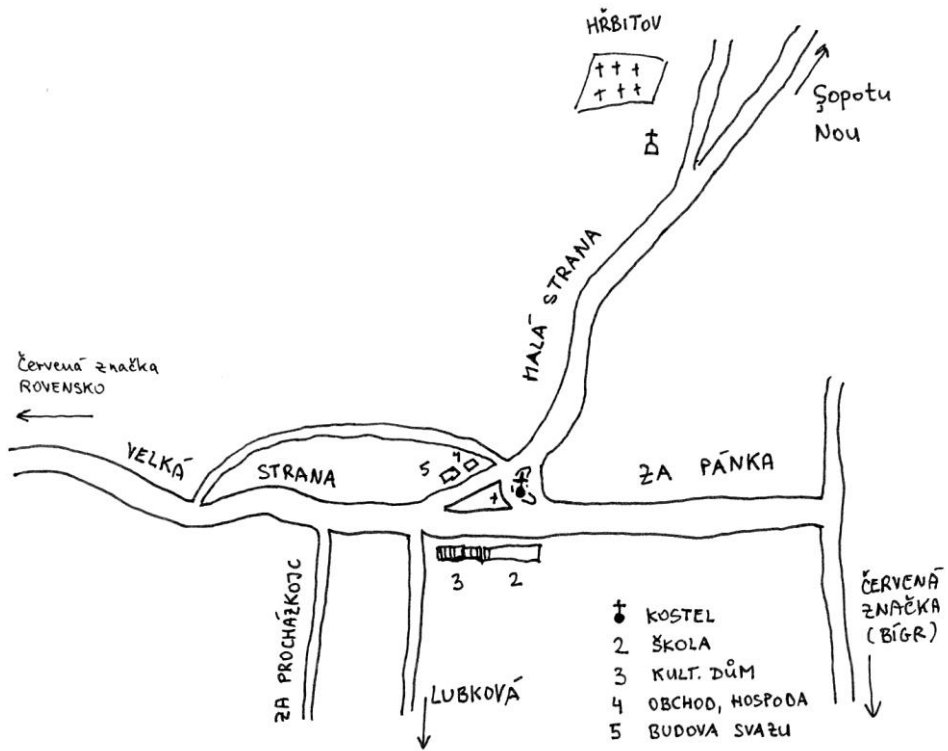 HŘBITOV
Şopotu
Nou
MALÁ STRANA
Červená značka
ROVENSKO
VELKÁ
STRANA
5
4
ZA PÁNKA
3
2
ZA PROCHÁZKOJC
LUBKOVÁ
ČERVENÁ
ZNAČKA
(BÍGR)
KOSTEL
2 ŠKOLA
3 KULT. DŮM
4 OBCHOD, HOSPODA
5 BUDOVA SVAZU